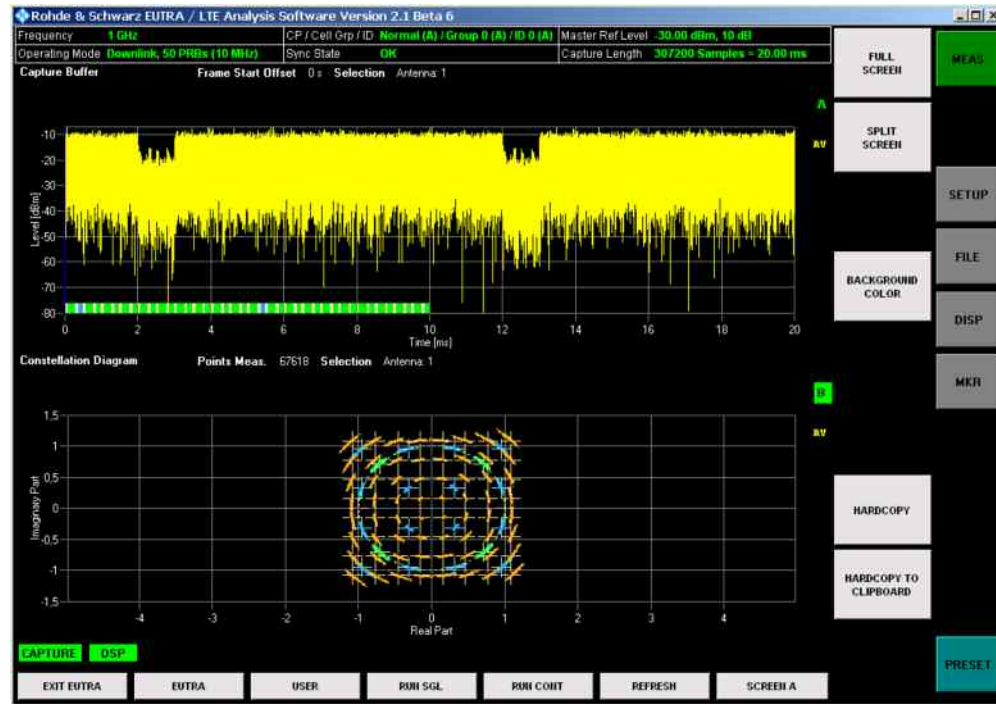 Rohde & Schwarz EUTRA / LTE Analysis Software Version 2.1 Beta 6
Frequency 1 GHz CP / Cell Grp / ID Normal (A) / Group 0 (A) / ID 0 (A) Master Ref Level -30.00 dBm, 10 dB
Operating Mode Downlink, 50 PRBs (10 MHz) Sync State OK Capture Length 307200 Samples = 20.00 ms
FULL SCREEN
MEAS
Capture Buffer Frame Start Offset 0 s Selection Antenna: 1
A
AV
SPLIT SCREEN
SETUP
FILE
BACKGROUND COLOR
DISP
MKR
Level [dBm]
-10
-20
-30
-40
-50
-60
-70
-80
0 2 4 6 8 10 12 14 16 18 20
Time [ms]
Constellation Diagram Points Meas. 67618 Selection Antenna: 1
B
AV
Imaginary Part
1,5
1
0,5
0
-0,5
-1
-1,5
-4 -3 -2 -1 0 1 2 3 4
Real Part
HARDCOPY
HARDCOPY TO CLIPBOARD
CAPTURE DSP
PRESET
EXIT EUTRA EUTRA USER RUN SGL RUN CONT REFRESH SCREEN A